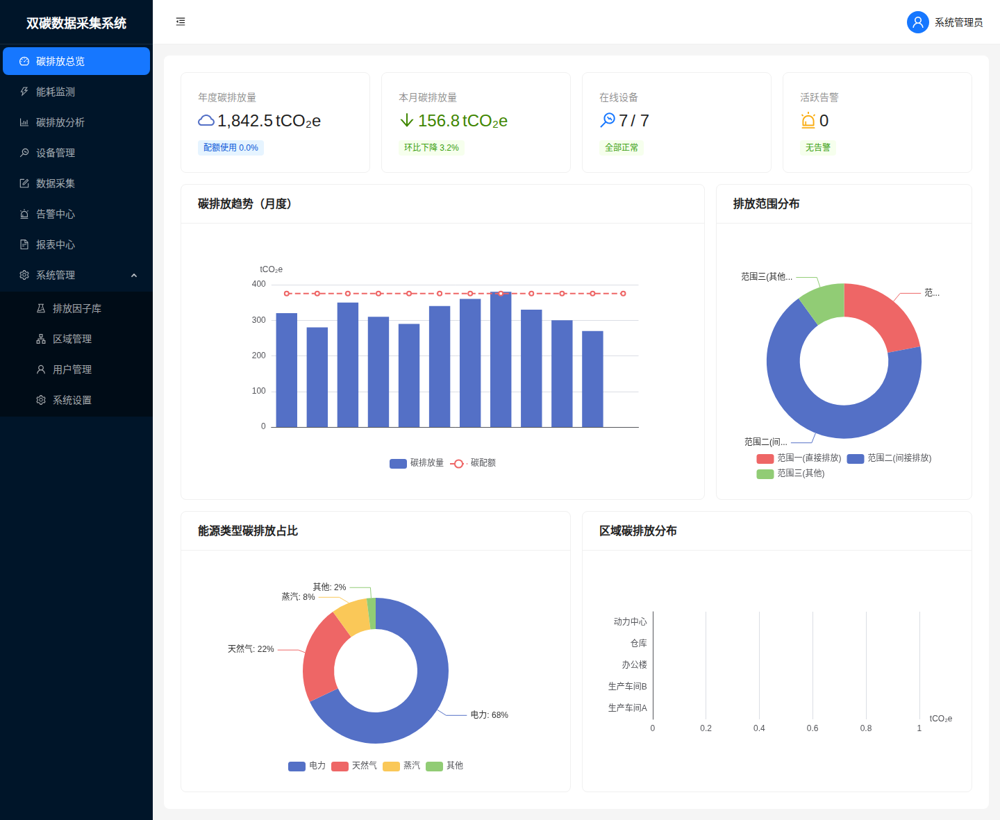 双碳数据采集系统
系统管理员
碳排放总览
能耗监测
碳排放分析
设备管理
数据采集
告警中心
报表中心
系统管理
排放因子库
区域管理
用户管理
系统设置
年度碳排放量
1,842.5 tCO₂e
配额使用 0.0%
本月碳排放量
156.8 tCO₂e
环比下降 3.2%
在线设备
7 / 7
全部正常
活跃告警
0
无告警
碳排放趋势（月度）
tCO₂e
400
300
200
100
0
碳排放量 碳配额
排放范围分布
范围三(其他...
范...
范围二(间...
范围一(直接排放) 范围二(间接排放)
范围三(其他)
能源类型碳排放占比
其他: 2%
蒸汽: 8%
天然气: 22%
电力: 68%
电力 天然气 蒸汽 其他
区域碳排放分布
动力中心
仓库
办公楼
生产车间B
生产车间A
tCO₂e
0 0.2 0.4 0.6 0.8 1